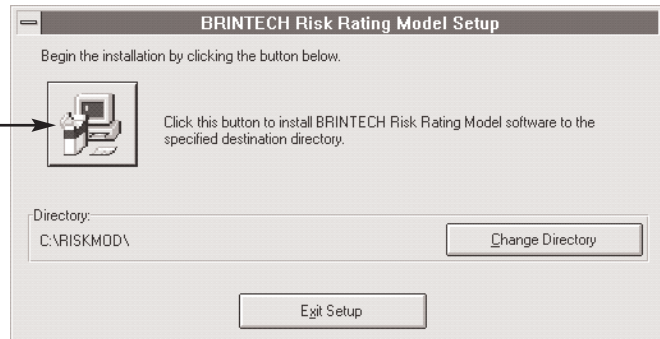 BRINTECH Risk Rating Model Setup
Begin the installation by clicking the button below.
Click this button to install BRINTECH Risk Rating Model software to the
specified destination directory.
Directory:
C:\RISKMOD\
Change Directory
Exit Setup